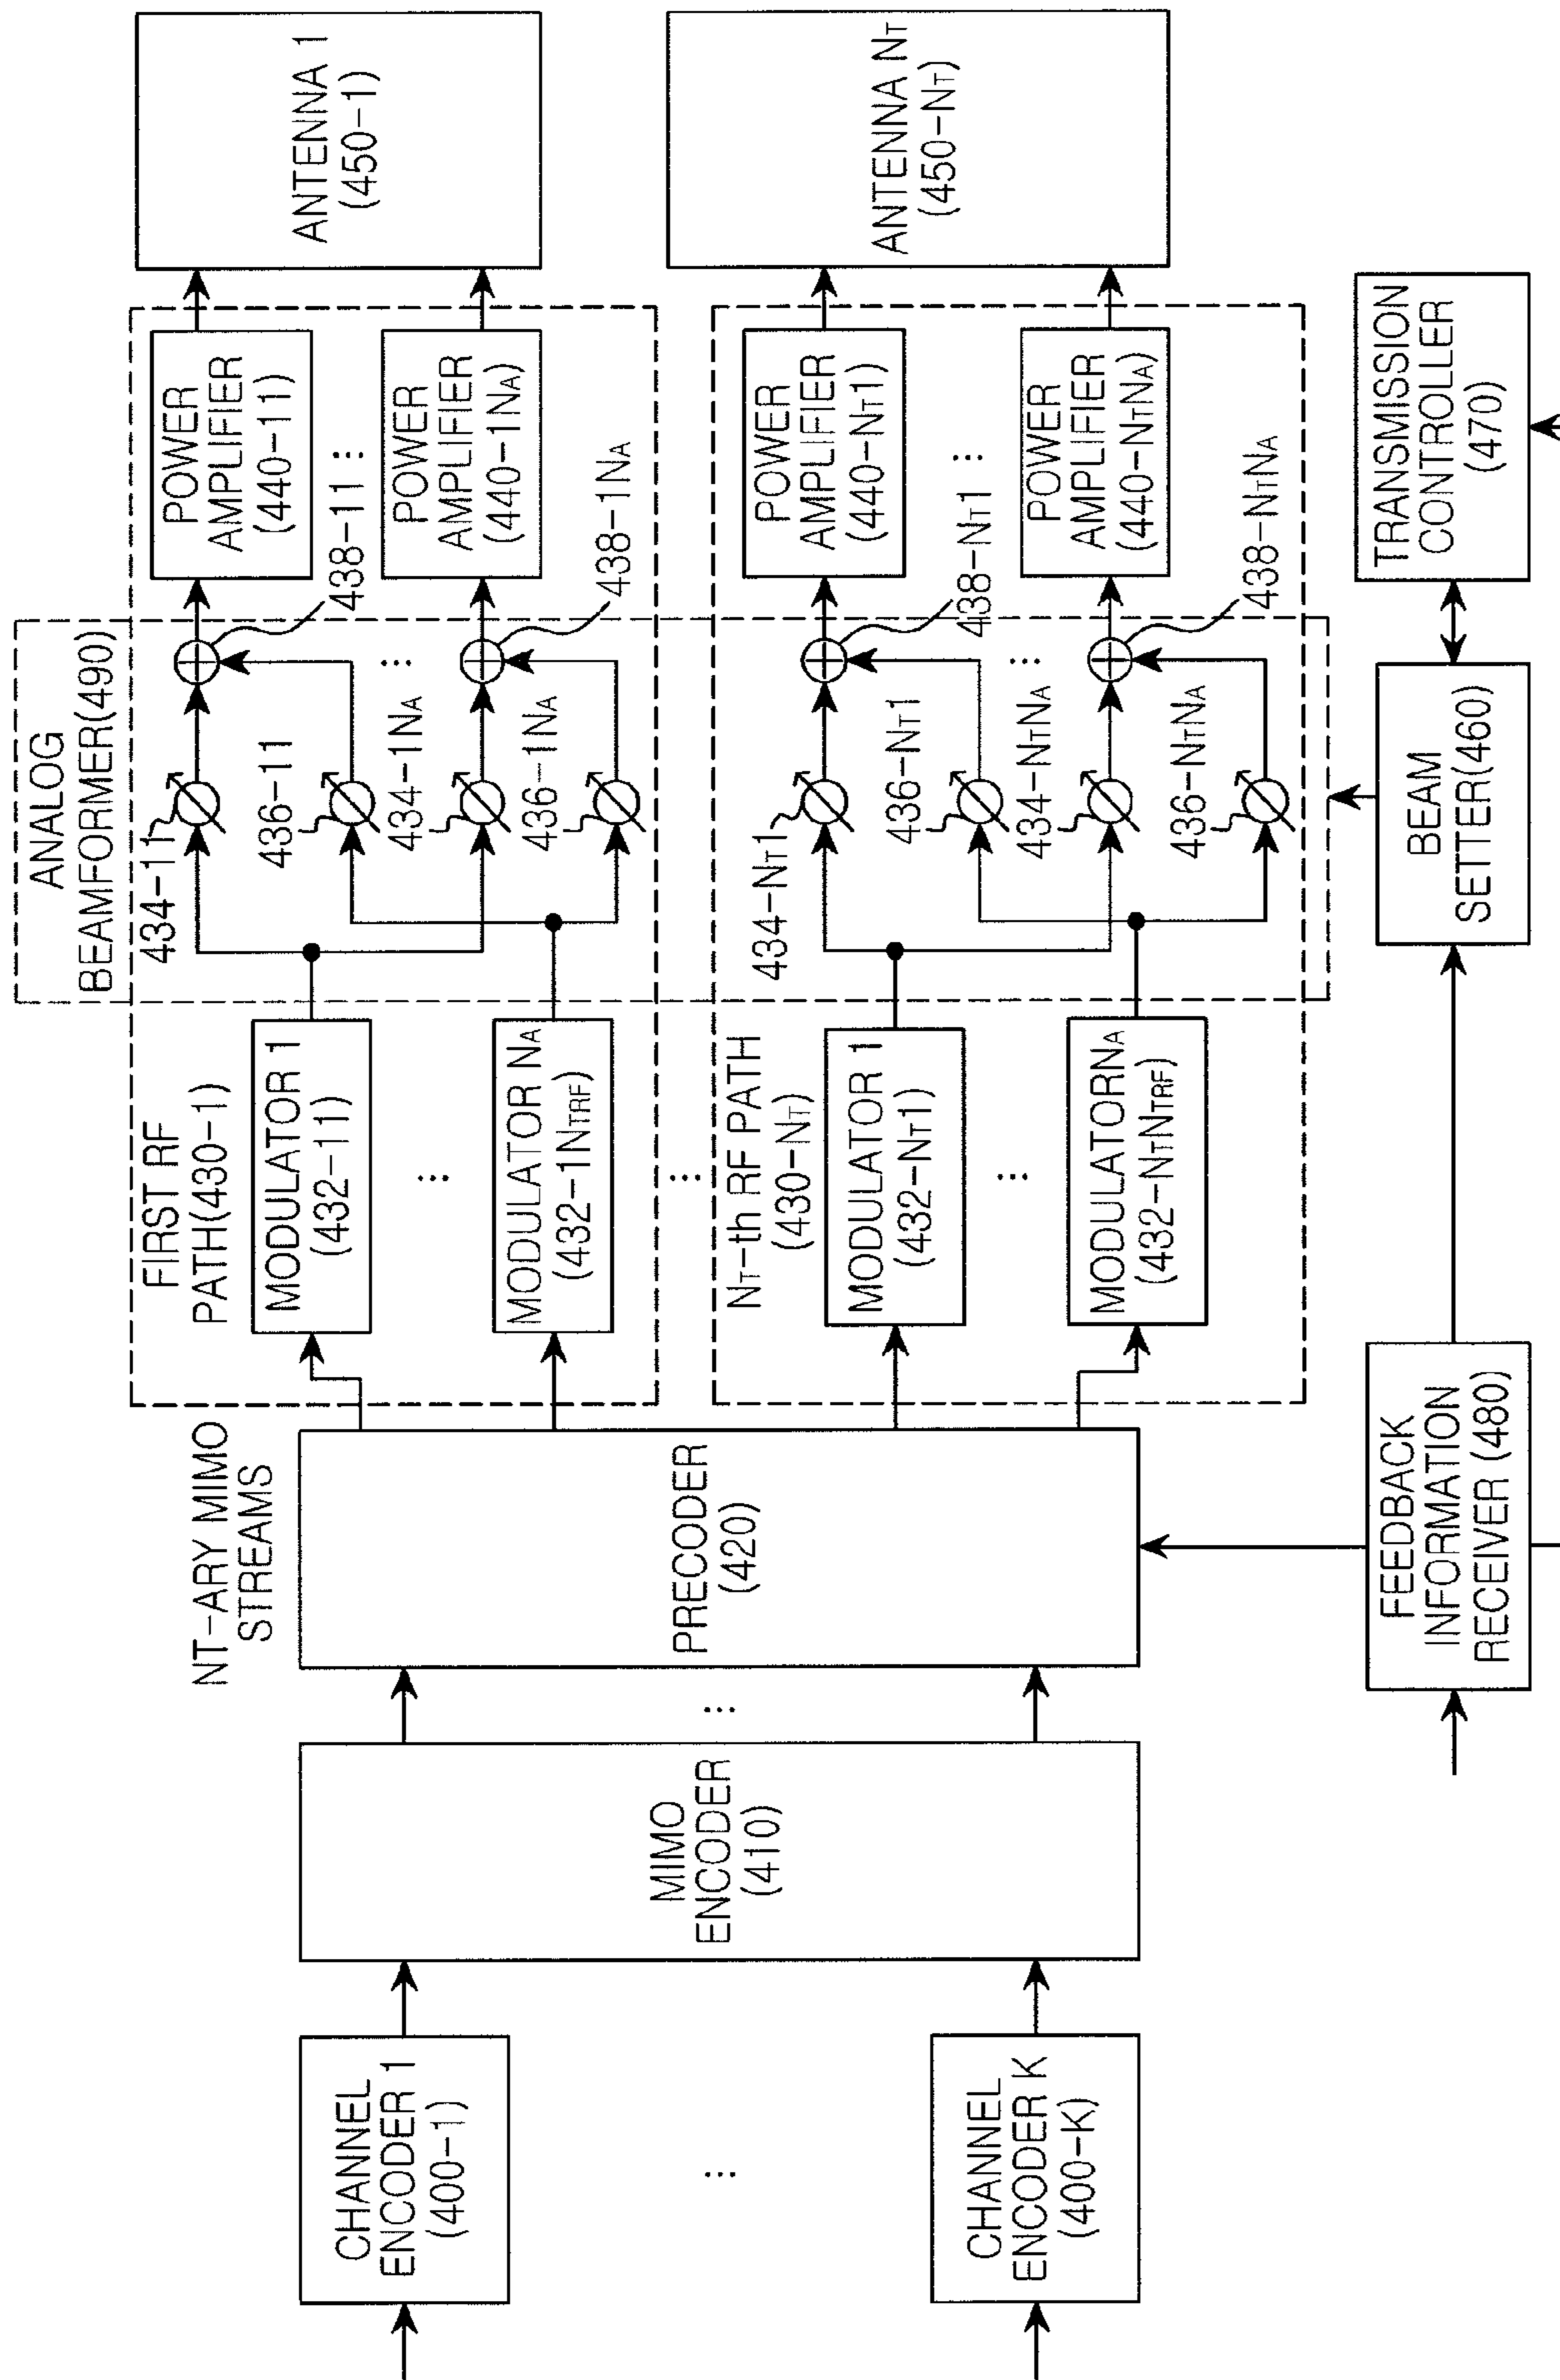 CHANNEL
ENCODER 1
(400-1)
...
CHANNEL
ENCODER K
(400-K)
MIMO
ENCODER
(410)
...
NT-ARY MIMO
STREAMS
PRECODER
(420)
FIRST RF
PATH(430-1)
MODULATOR 1
(432-11)
...
MODULATOR NA
(432-1NTRF)
...
NT-th RF PATH
(430-NT)
MODULATOR 1
(432-NT1)
...
MODULATORNA
(432-NTNTRF)
ANALOG
BEAMFORMER(490)
434-11
436-11
434-1NA
436-1NA
...
438-11
438-1NA
434-NT1
436-NT1
434-NTNA
436-NTNA
...
438-NT1
438-NTNA
POWER
AMPLIFIER
(440-11)
...
POWER
AMPLIFIER
(440-1NA)
POWER
AMPLIFIER
(440-NT1)
...
POWER
AMPLIFIER
(440-NTNA)
ANTENNA 1
(450-1)
ANTENNA NT
(450-NT)
FEEDBACK
INFORMATION
RECEIVER (480)
BEAM
SETTER(460)
TRANSMISSION
CONTROLLER
(470)